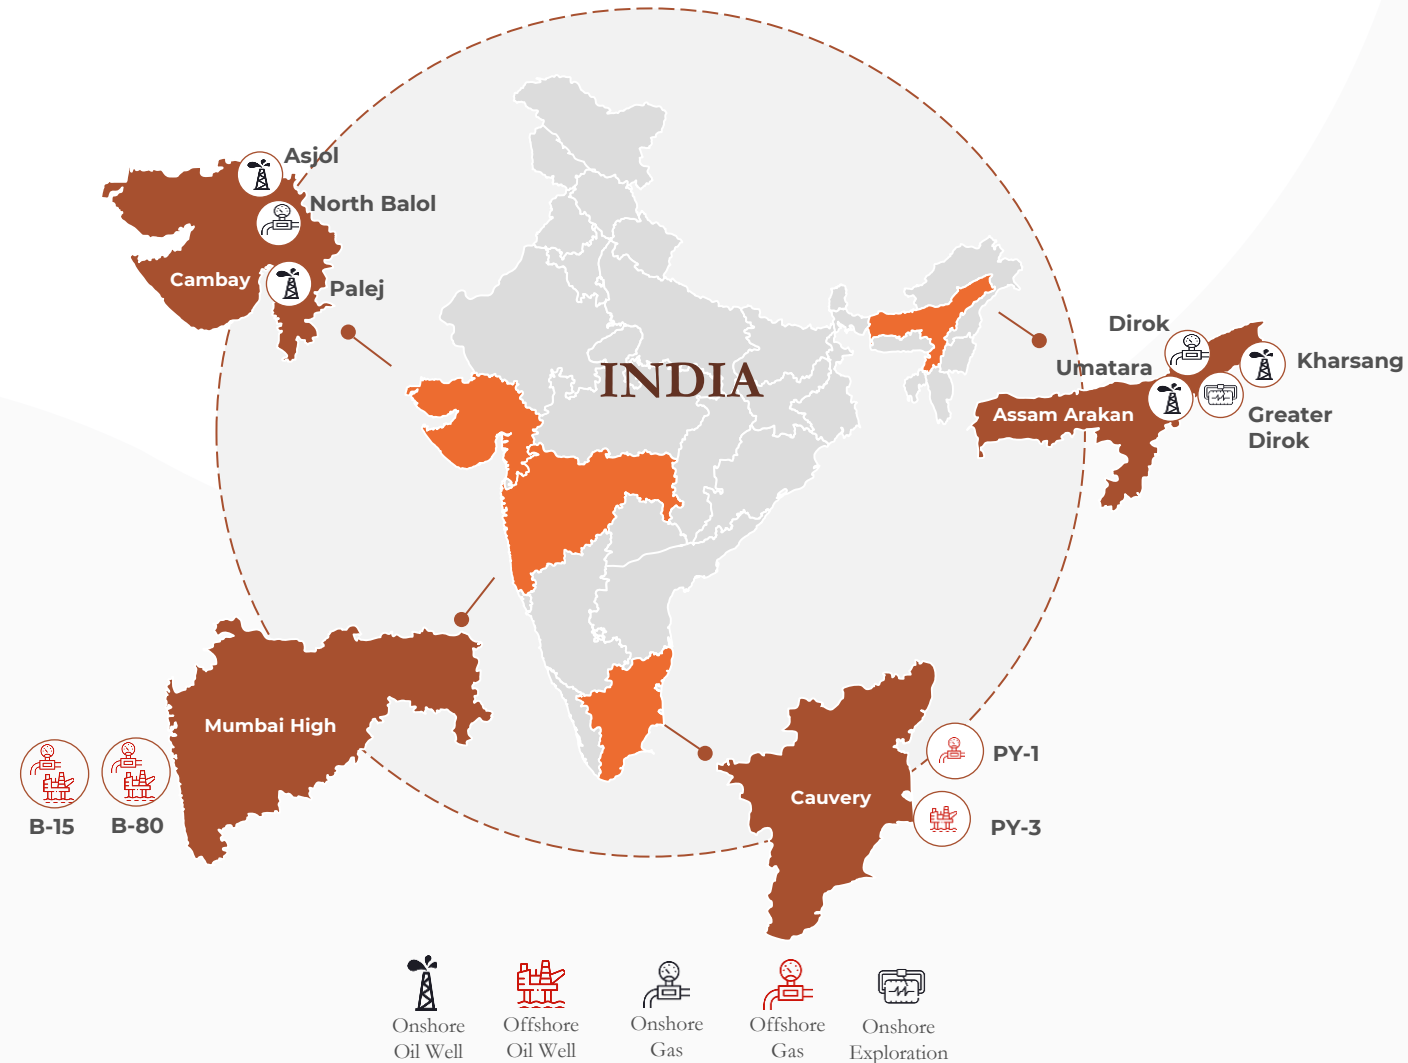 Asjol
North Balol
Cambay
Palej
INDIA
Dirok
Umatara
Kharsang
Assam Arakan
Greater
Dirok
Mumbai High
B-15
B-80
Cauvery
PY-1
PY-3
Onshore
Oil Well
Offshore
Oil Well
Onshore
Gas
Offshore
Gas
Onshore
Exploration